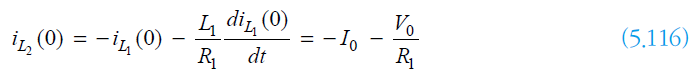 $i_{L_2}(0) = -i_{L_1}(0) - \frac{L_1}{R_1} \frac{di_{L_1}(0)}{dt} = -I_0 - \frac{V_0}{R_1}$ (5.116)